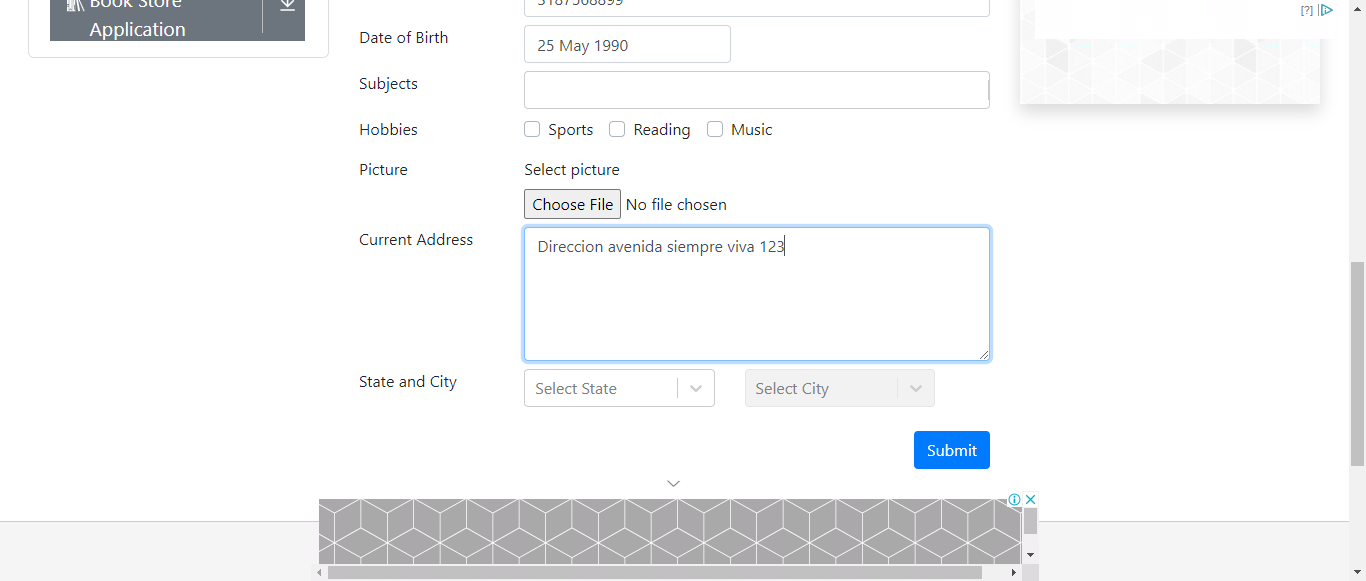 Book Store
Application
3187568899
Date of Birth
25 May 1990
Subjects
Hobbies
Sports
Reading
Music
Picture
Select picture
Choose File
No file chosen
Current Address
Direccion avenida siempre viva 123
State and City
Select State
Select City
Submit
[?]